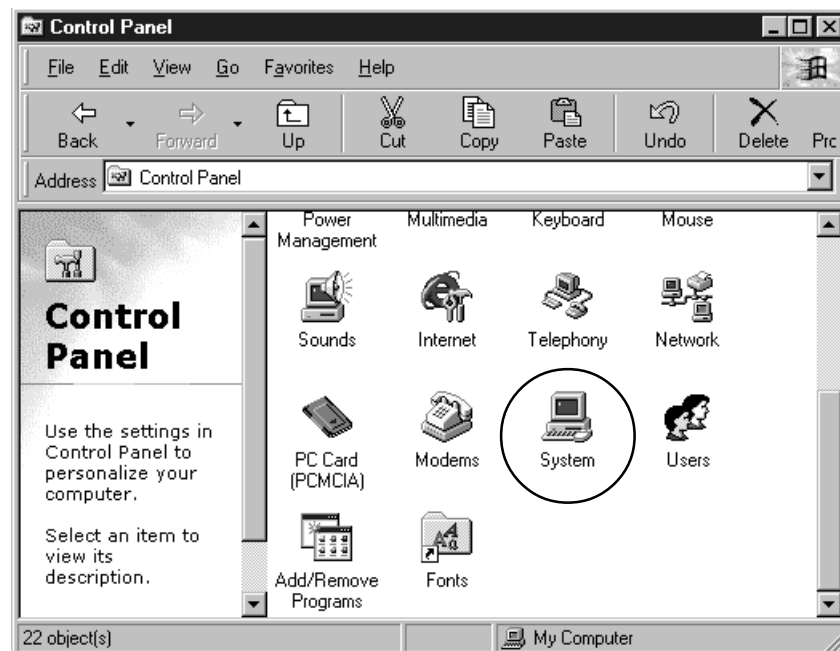 Control Panel
File Edit View Go Favorites Help
Back Forward Up Cut Copy Paste Undo Delete Prc
Address Control Panel
Control
Panel
Use the settings in
Control Panel to
personalize your
computer.
Select an item to
view its
description.
Power
Management
Multimedia
Keyboard
Mouse
Sounds
Internet
Telephony
Network
PC Card
(PCMCIA)
Modems
System
Users
Add/Remove
Programs
Fonts
22 object(s)
My Computer